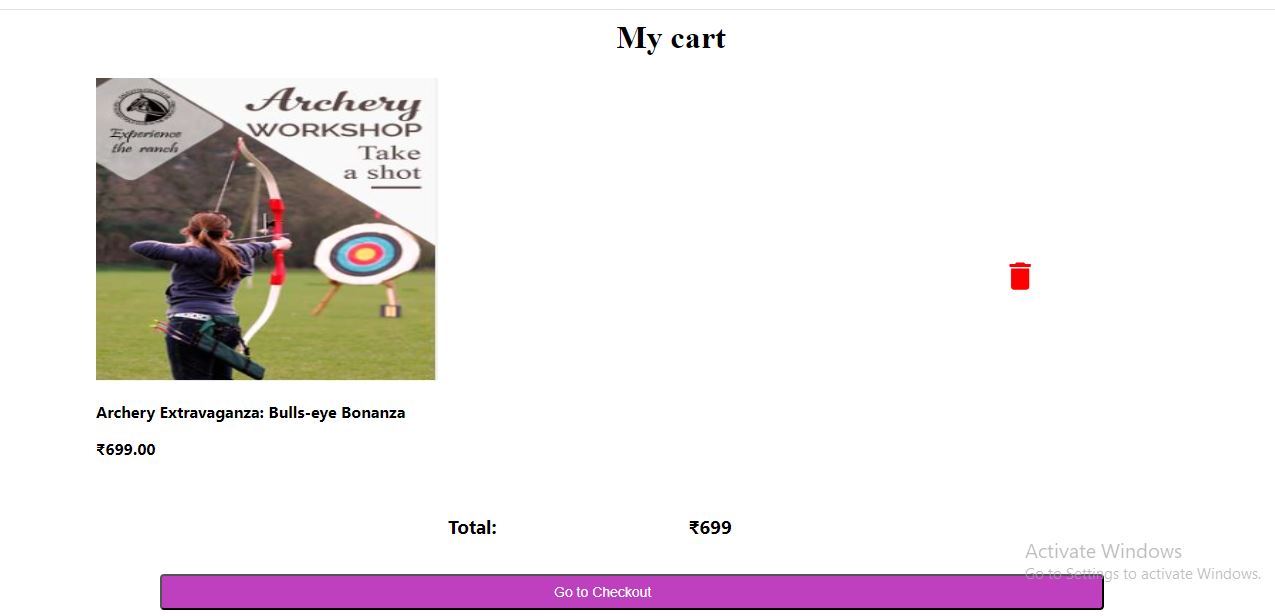 My cart
Experience
the ranch
Archery
WORKSHOP
Take
a shot
Archery Extravaganza: Bulls-eye Bonanza
₹699.00
Total: ₹699
Activate Windows
Go to Settings to activate Windows.
Go to Checkout